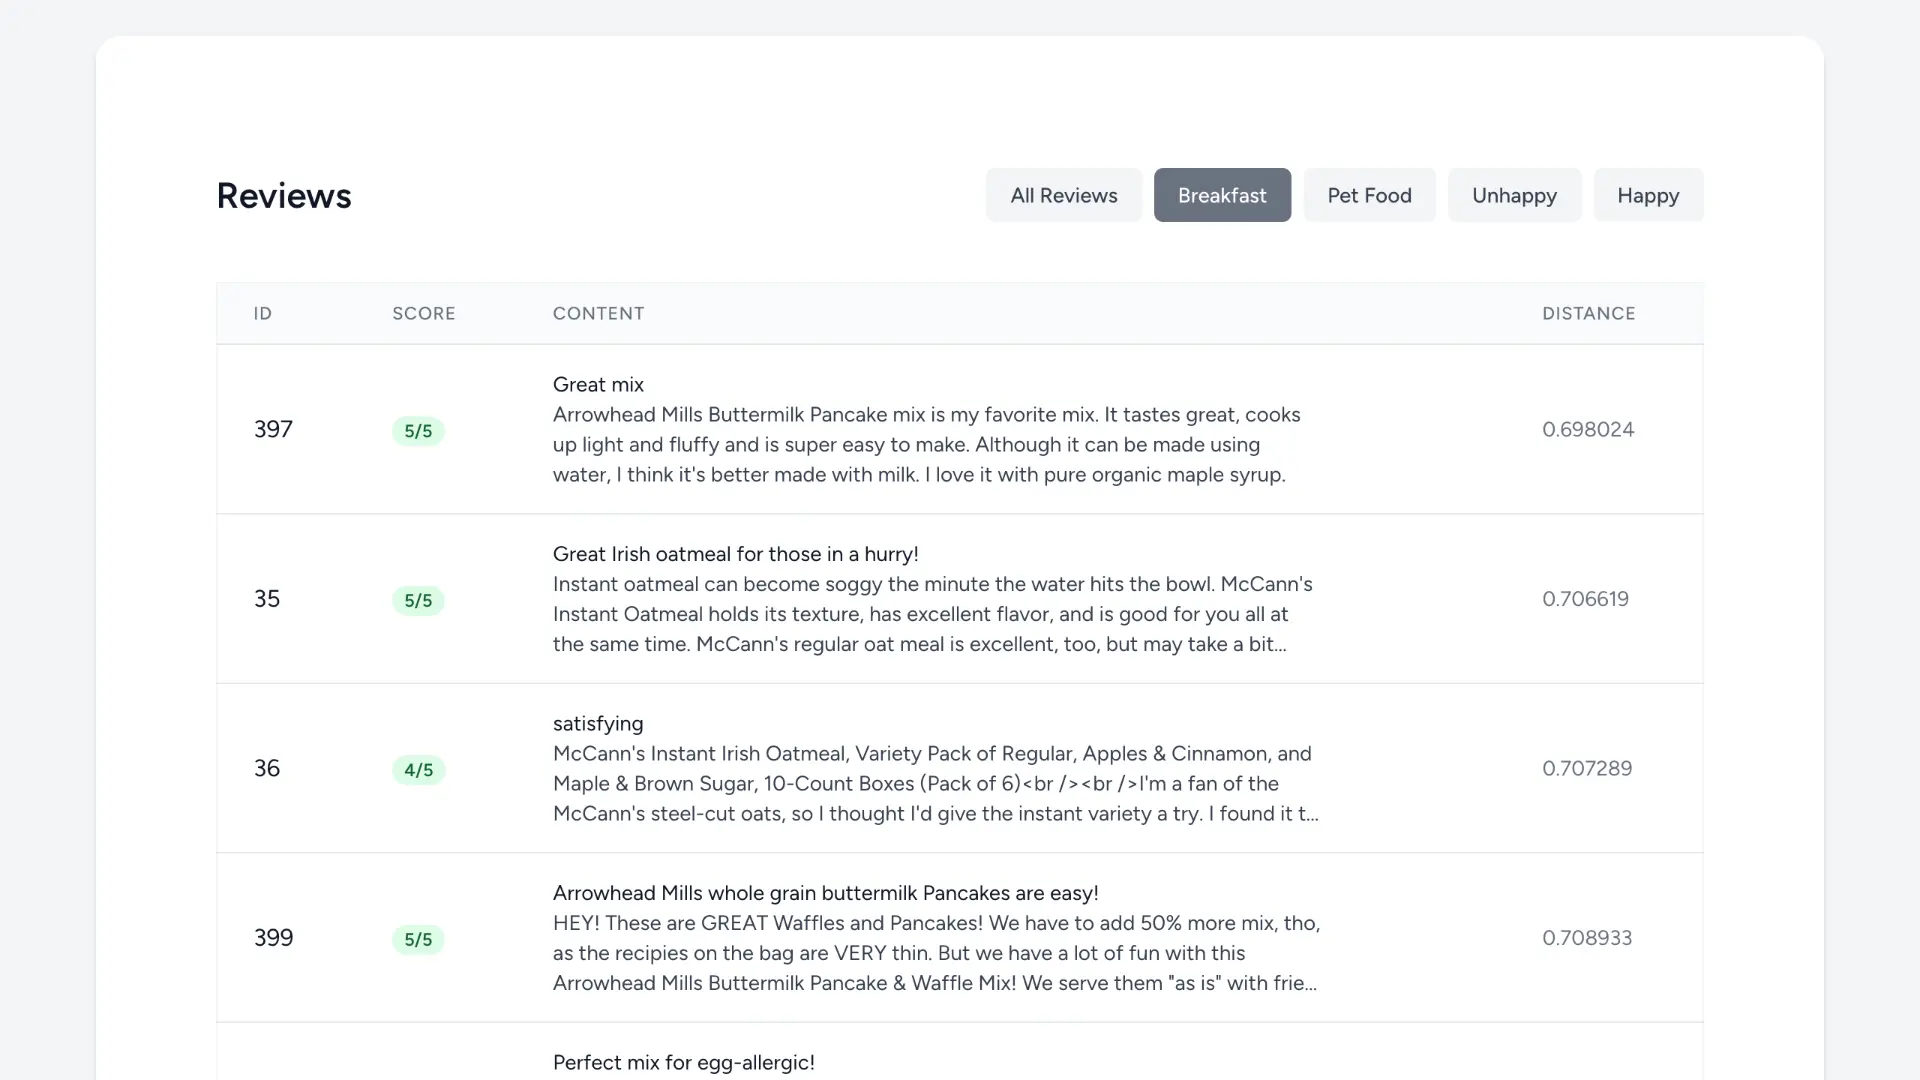 Reviews
All Reviews
Breakfast
Pet Food
Unhappy
Happy
ID SCORE CONTENT DISTANCE
Great mix
Arrowhead Mills Buttermilk Pancake mix is my favorite mix. It tastes great, cooks
up light and fluffy and is super easy to make. Although it can be made using
water, I think it's better made with milk. I love it with pure organic maple syrup.
397
5/5
0.698024
Great Irish oatmeal for those in a hurry!
Instant oatmeal can become soggy the minute the water hits the bowl. McCann's
Instant Oatmeal holds its texture, has excellent flavor, and is good for you all at
the same time. McCann's regular oat meal is excellent, too, but may take a bit...
35
5/5
0.706619
satisfying
McCann's Instant Irish Oatmeal, Variety Pack of Regular, Apples & Cinnamon, and
Maple & Brown Sugar, 10-Count Boxes (Pack of 6)<br /><br />I'm a fan of the
McCann's steel-cut oats, so I thought I'd give the instant variety a try. I found it t...
36
4/5
0.707289
Arrowhead Mills whole grain buttermilk Pancakes are easy!
HEY! These are GREAT Waffles and Pancakes! We have to add 50% more mix, tho,
as the recipies on the bag are VERY thin. But we have a lot of fun with this
Arrowhead Mills Buttermilk Pancake & Waffle Mix! We serve them "as is" with frie...
399
5/5
0.708933
Perfect mix for egg-allergic!